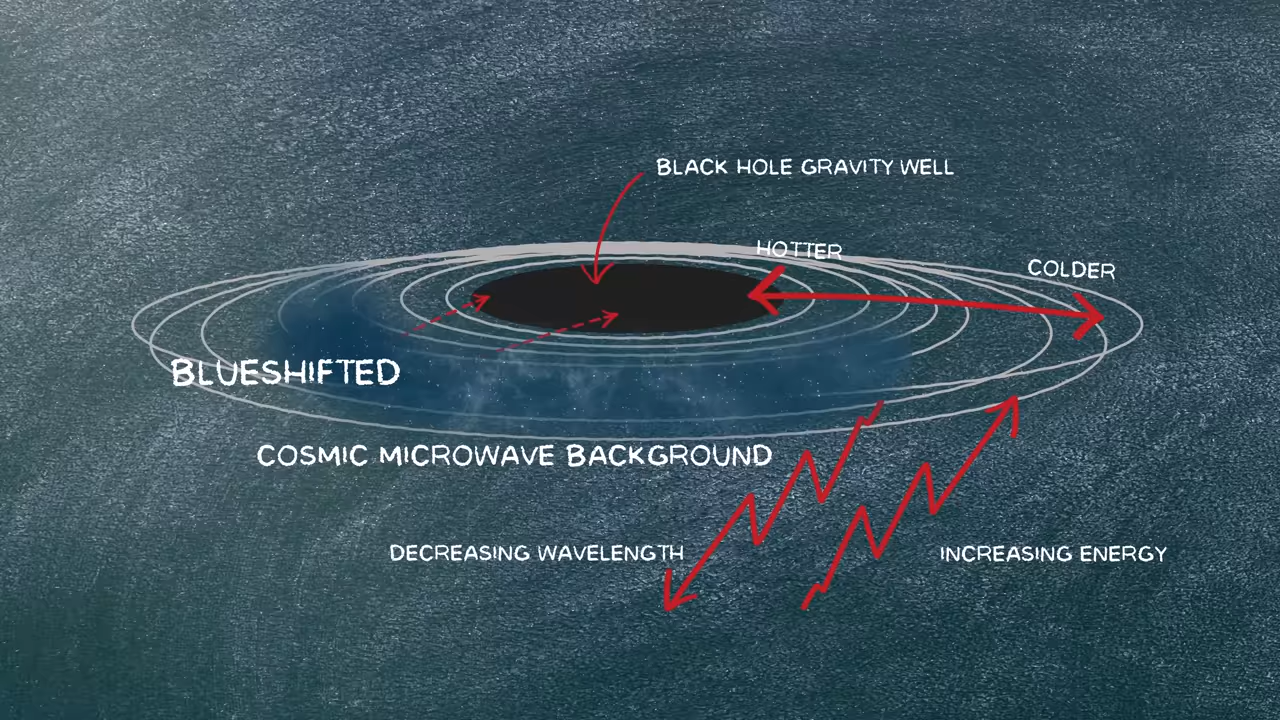 BLACK HOLE GRAVITY WELL
HOTTER
COLDER
BLUESHIFTED
COSMIC MICROWAVE BACKGROUND
DECREASING WAVELENGTH
INCREASING ENERGY